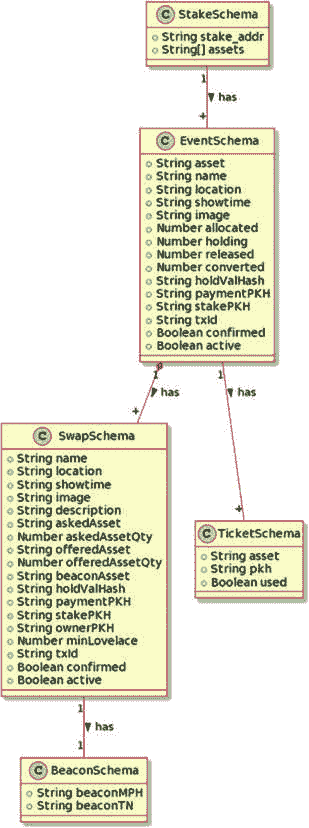 C StakeSchema
String stake_addr
String[] assets
1
has
+
C EventSchema
String asset
String name
String location
String showtime
String image
Number allocated
Number holding
Number released
Number converted
String holdValHash
String paymentPKH
String stakePKH
String txId
Boolean confirmed
Boolean active
1
has
+
1
has
+
C SwapSchema
String name
String location
String showtime
String image
String description
String askedAsset
Number askedAssetQty
String offeredAsset
Number offeredAssetQty
String beaconAsset
String holdValHash
String paymentPKH
String stakePKH
String ownerPKH
Number minLovelace
String txId
Boolean confirmed
Boolean active
C TicketSchema
String asset
String pkh
Boolean used
1
has
1
C BeaconSchema
String beaconMPH
String beaconTN